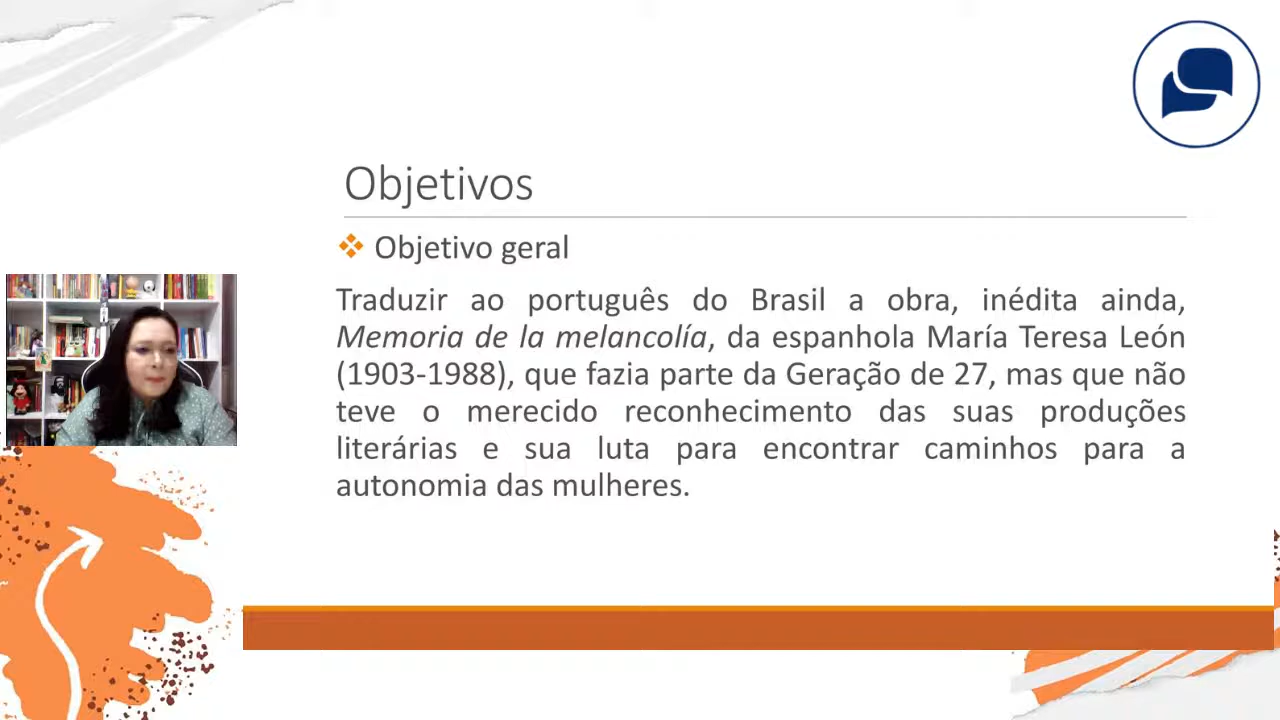 Objetivos
Objetivo geral
Traduzir ao português do Brasil a obra, inédita ainda,
Memoria de la melancolía, da espanhola María Teresa León
(1903-1988), que fazia parte da Geração de 27, mas que não
teve o merecido reconhecimento das suas produções
literárias e sua luta para encontrar caminhos para a
autonomia das mulheres.